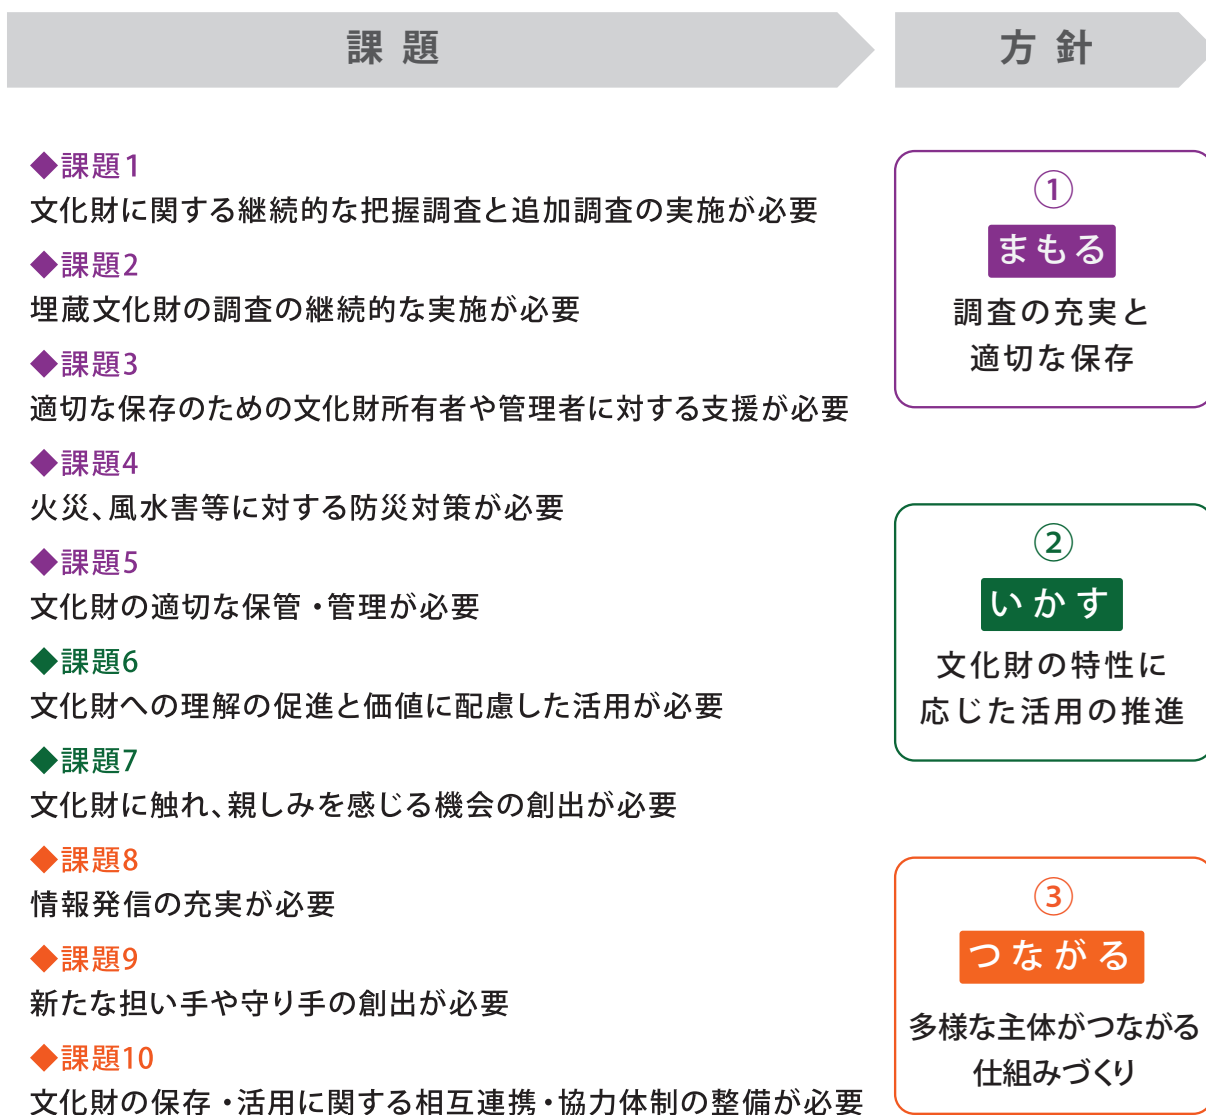 課題
方針
◆課題1
文化財に関する継続的な把握調査と追加調査の実施が必要
◆課題2
埋蔵文化財の調査の継続的な実施が必要
◆課題3
適切な保存のための文化財所有者や管理者に対する支援が必要
◆課題4
火災、風水害等に対する防災対策が必要
◆課題5
文化財の適切な保管・管理が必要
◆課題6
文化財への理解の促進と価値に配慮した活用が必要
◆課題7
文化財に触れ、親しみを感じる機会の創出が必要
◆課題8
情報発信の充実が必要
◆課題9
新たな担い手や守り手の創出が必要
◆課題10
文化財の保存・活用に関する相互連携・協力体制の整備が必要
①
まもる
調査の充実と
適切な保存
②
いかす
文化財の特性に
応じた活用の推進
③
つながる
多様な主体がつながる
仕組みづくり